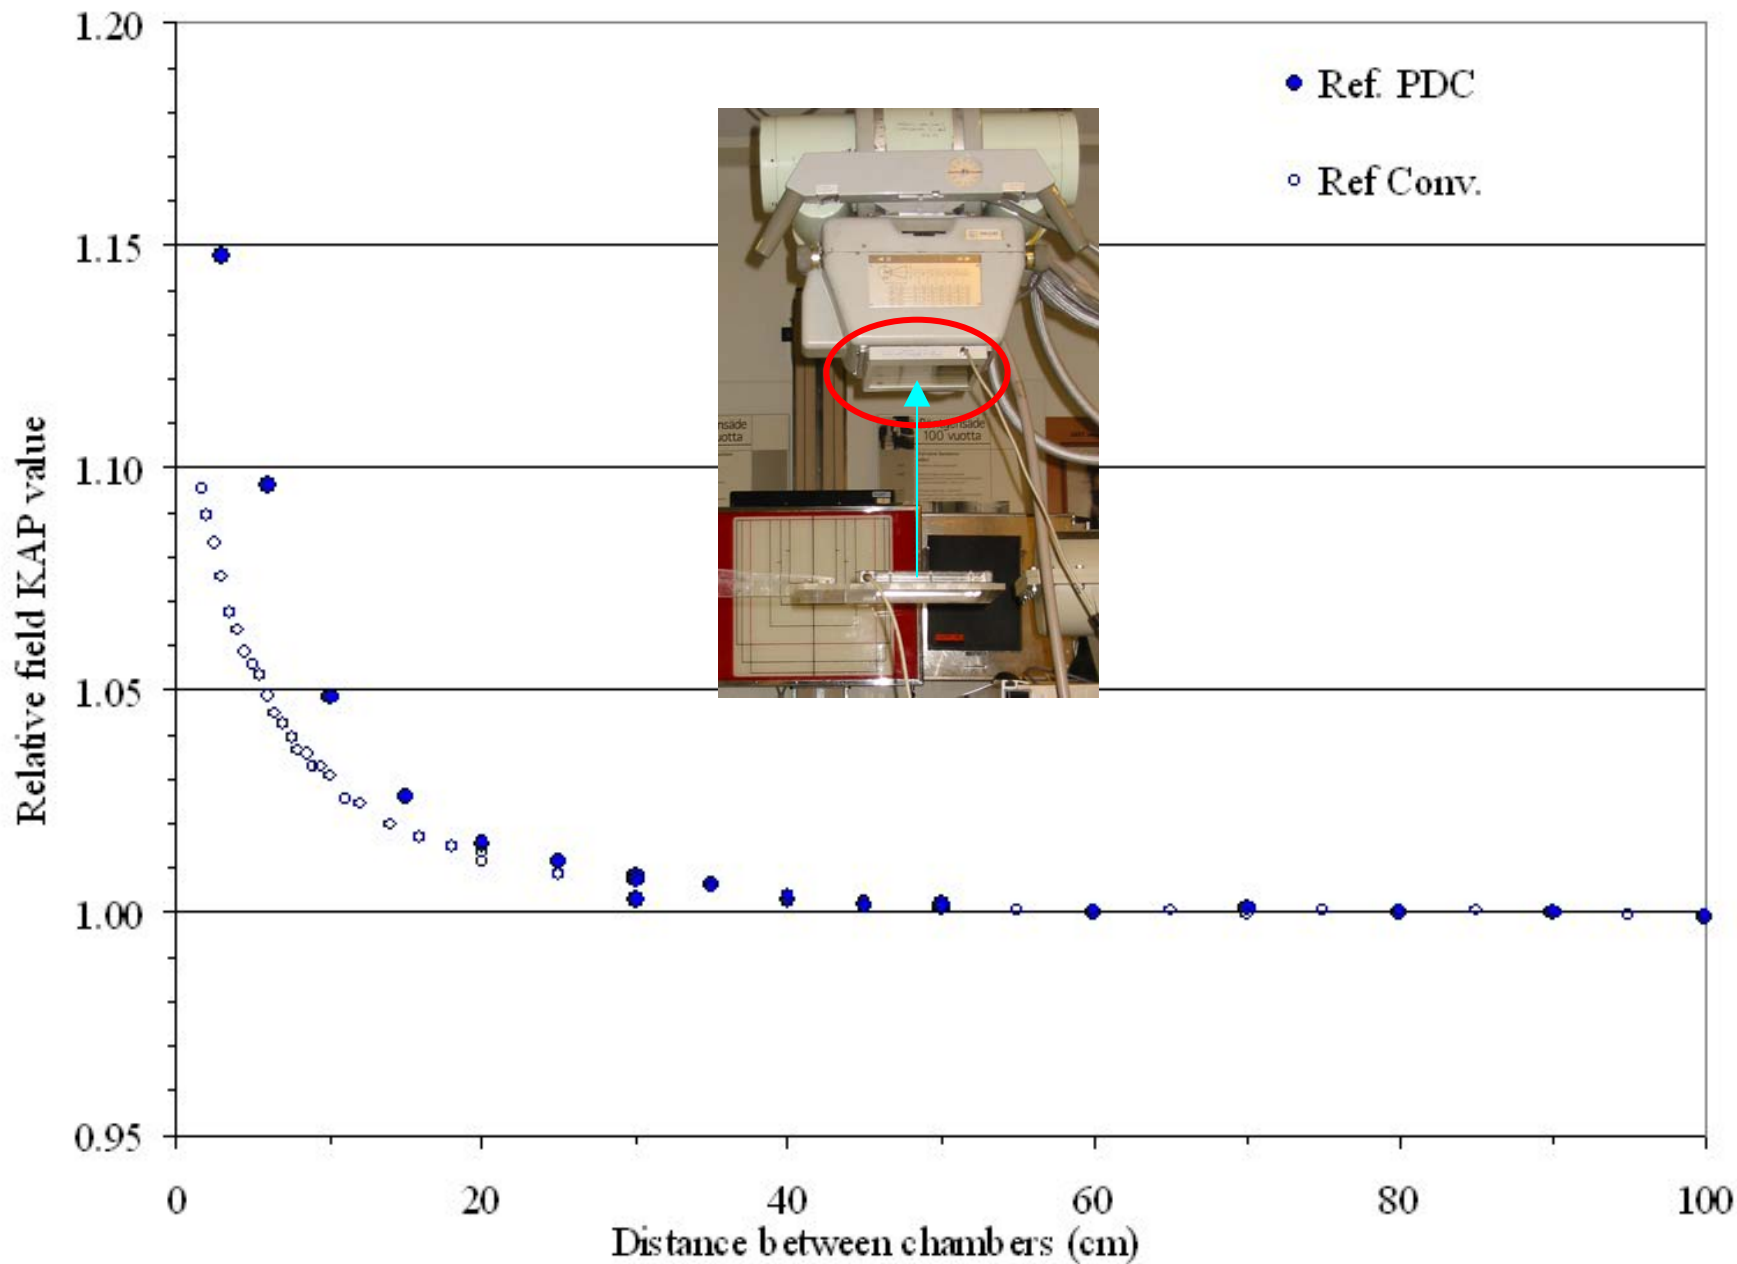 1.20
1.15
1.10
1.05
1.00
0.95
Relative field KAP value
0
20
40
60
80
100
Distance between chambers (cm)
Ref. PDC
Ref Conv.
100 vuotta